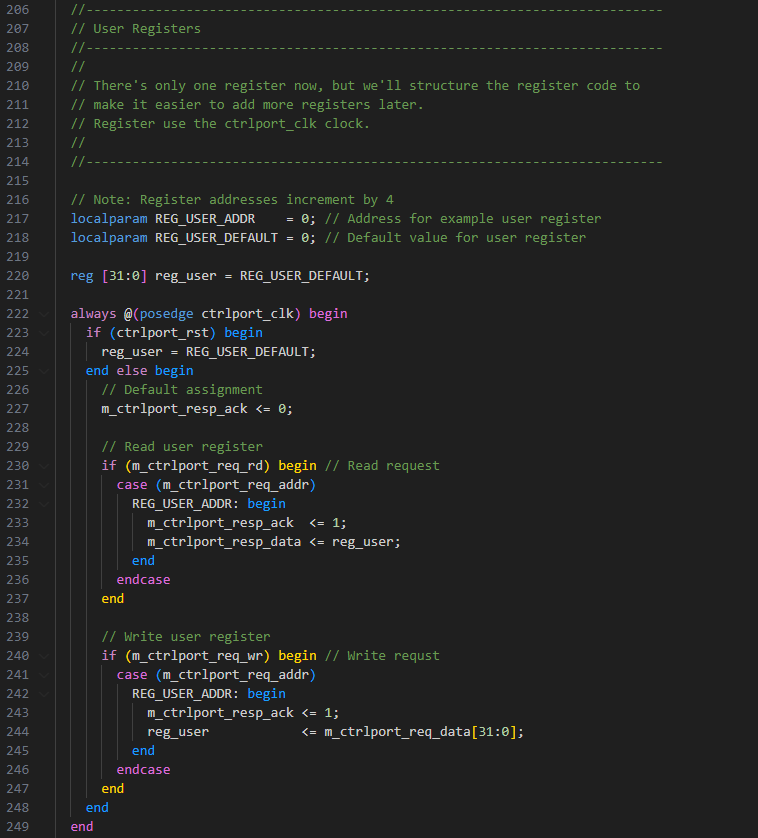 206 //---------------------------------------------------------------------------
207 // User Registers
208 //---------------------------------------------------------------------------
209 //
210 // There's only one register now, but we'll structure the register code to
211 // make it easier to add more registers later.
212 // Register use the ctrlport_clk clock.
213 //
214 //---------------------------------------------------------------------------
215
216 // Note: Register addresses increment by 4
217 localparam REG_USER_ADDR    = 0; // Address for example user register
218 localparam REG_USER_DEFAULT = 0; // Default value for user register
219
220 reg [31:0] reg_user = REG_USER_DEFAULT;
221
222 always @(posedge ctrlport_clk) begin
223   if (ctrlport_rst) begin
224     reg_user = REG_USER_DEFAULT;
225   end else begin
226     // Default assignment
227     m_ctrlport_resp_ack <= 0;
228
229     // Read user register
230     if (m_ctrlport_req_rd) begin // Read request
231       case (m_ctrlport_req_addr)
232         REG_USER_ADDR: begin
233           m_ctrlport_resp_ack  <= 1;
234           m_ctrlport_resp_data <= reg_user;
235         end
236       endcase
237     end
238
239     // Write user register
240     if (m_ctrlport_req_wr) begin // Write requst
241       case (m_ctrlport_req_addr)
242         REG_USER_ADDR: begin
243           m_ctrlport_resp_ack <= 1;
244           reg_user            <= m_ctrlport_req_data[31:0];
245         end
246       endcase
247     end
248   end
249 end